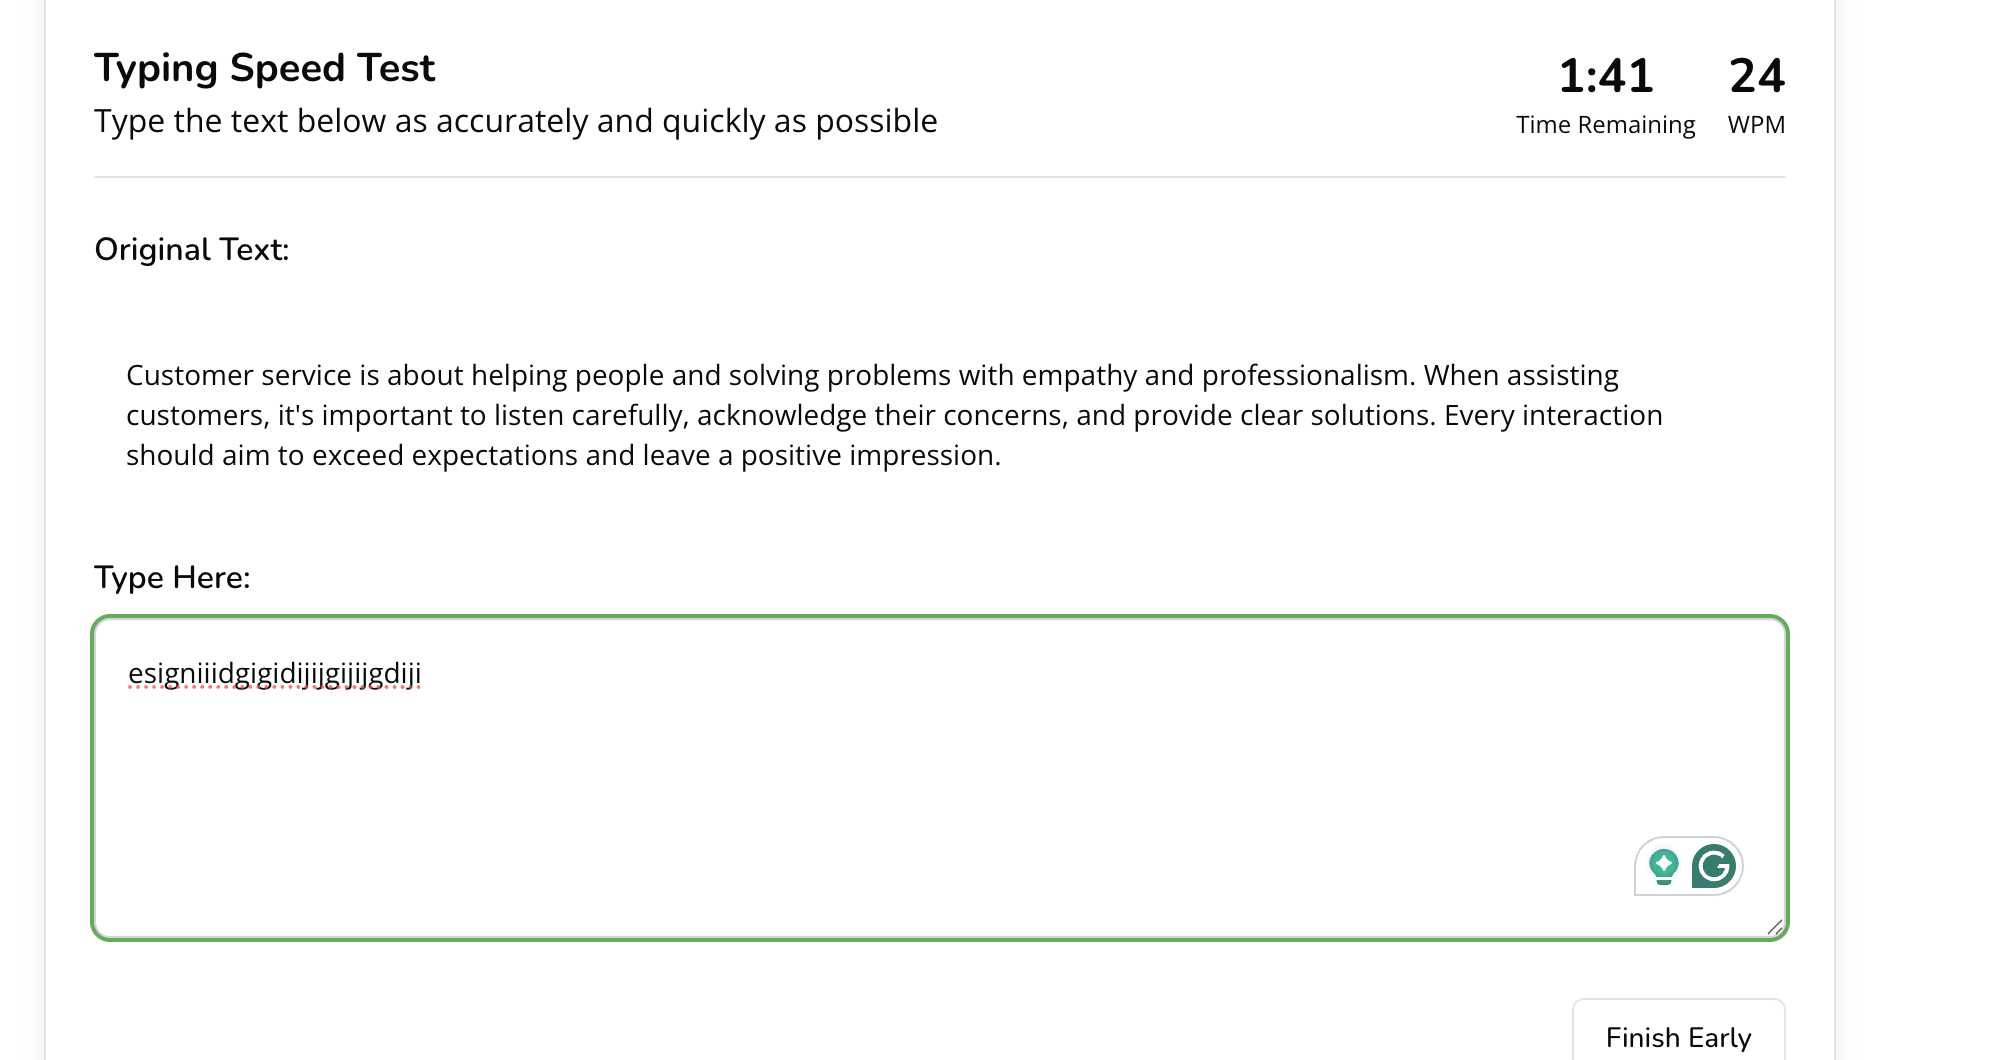 Typing Speed Test
Type the text below as accurately and quickly as possible
1:41
Time Remaining
24
WPM
Original Text:
Customer service is about helping people and solving problems with empathy and professionalism. When assisting
customers, it's important to listen carefully, acknowledge their concerns, and provide clear solutions. Every interaction
should aim to exceed expectations and leave a positive impression.
Type Here:
esigniiidgigidijijgijijgdiji
Finish Early